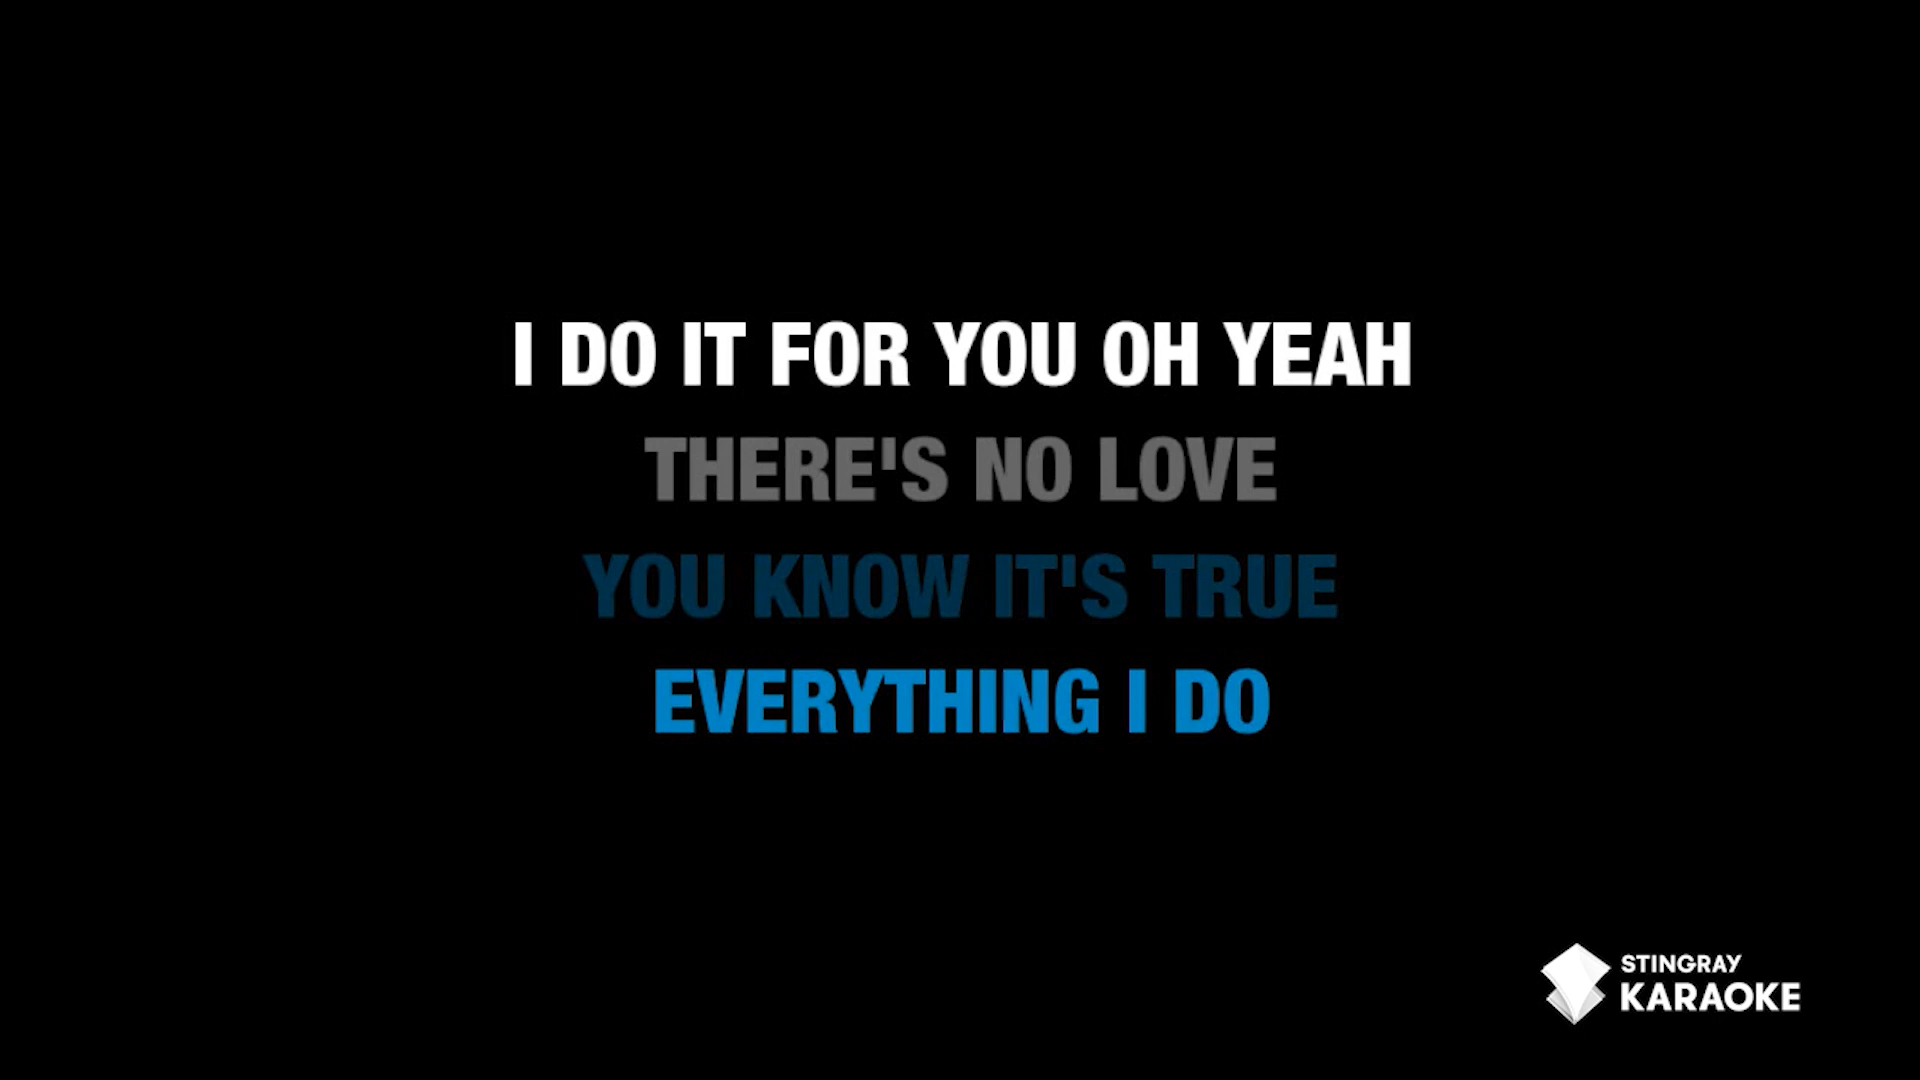 I DO IT FOR YOU OH YEAH
THERE'S NO LOVE
YOU KNOW IT'S TRUE
EVERYTHING I DO
STINGRAY
KARAOKE